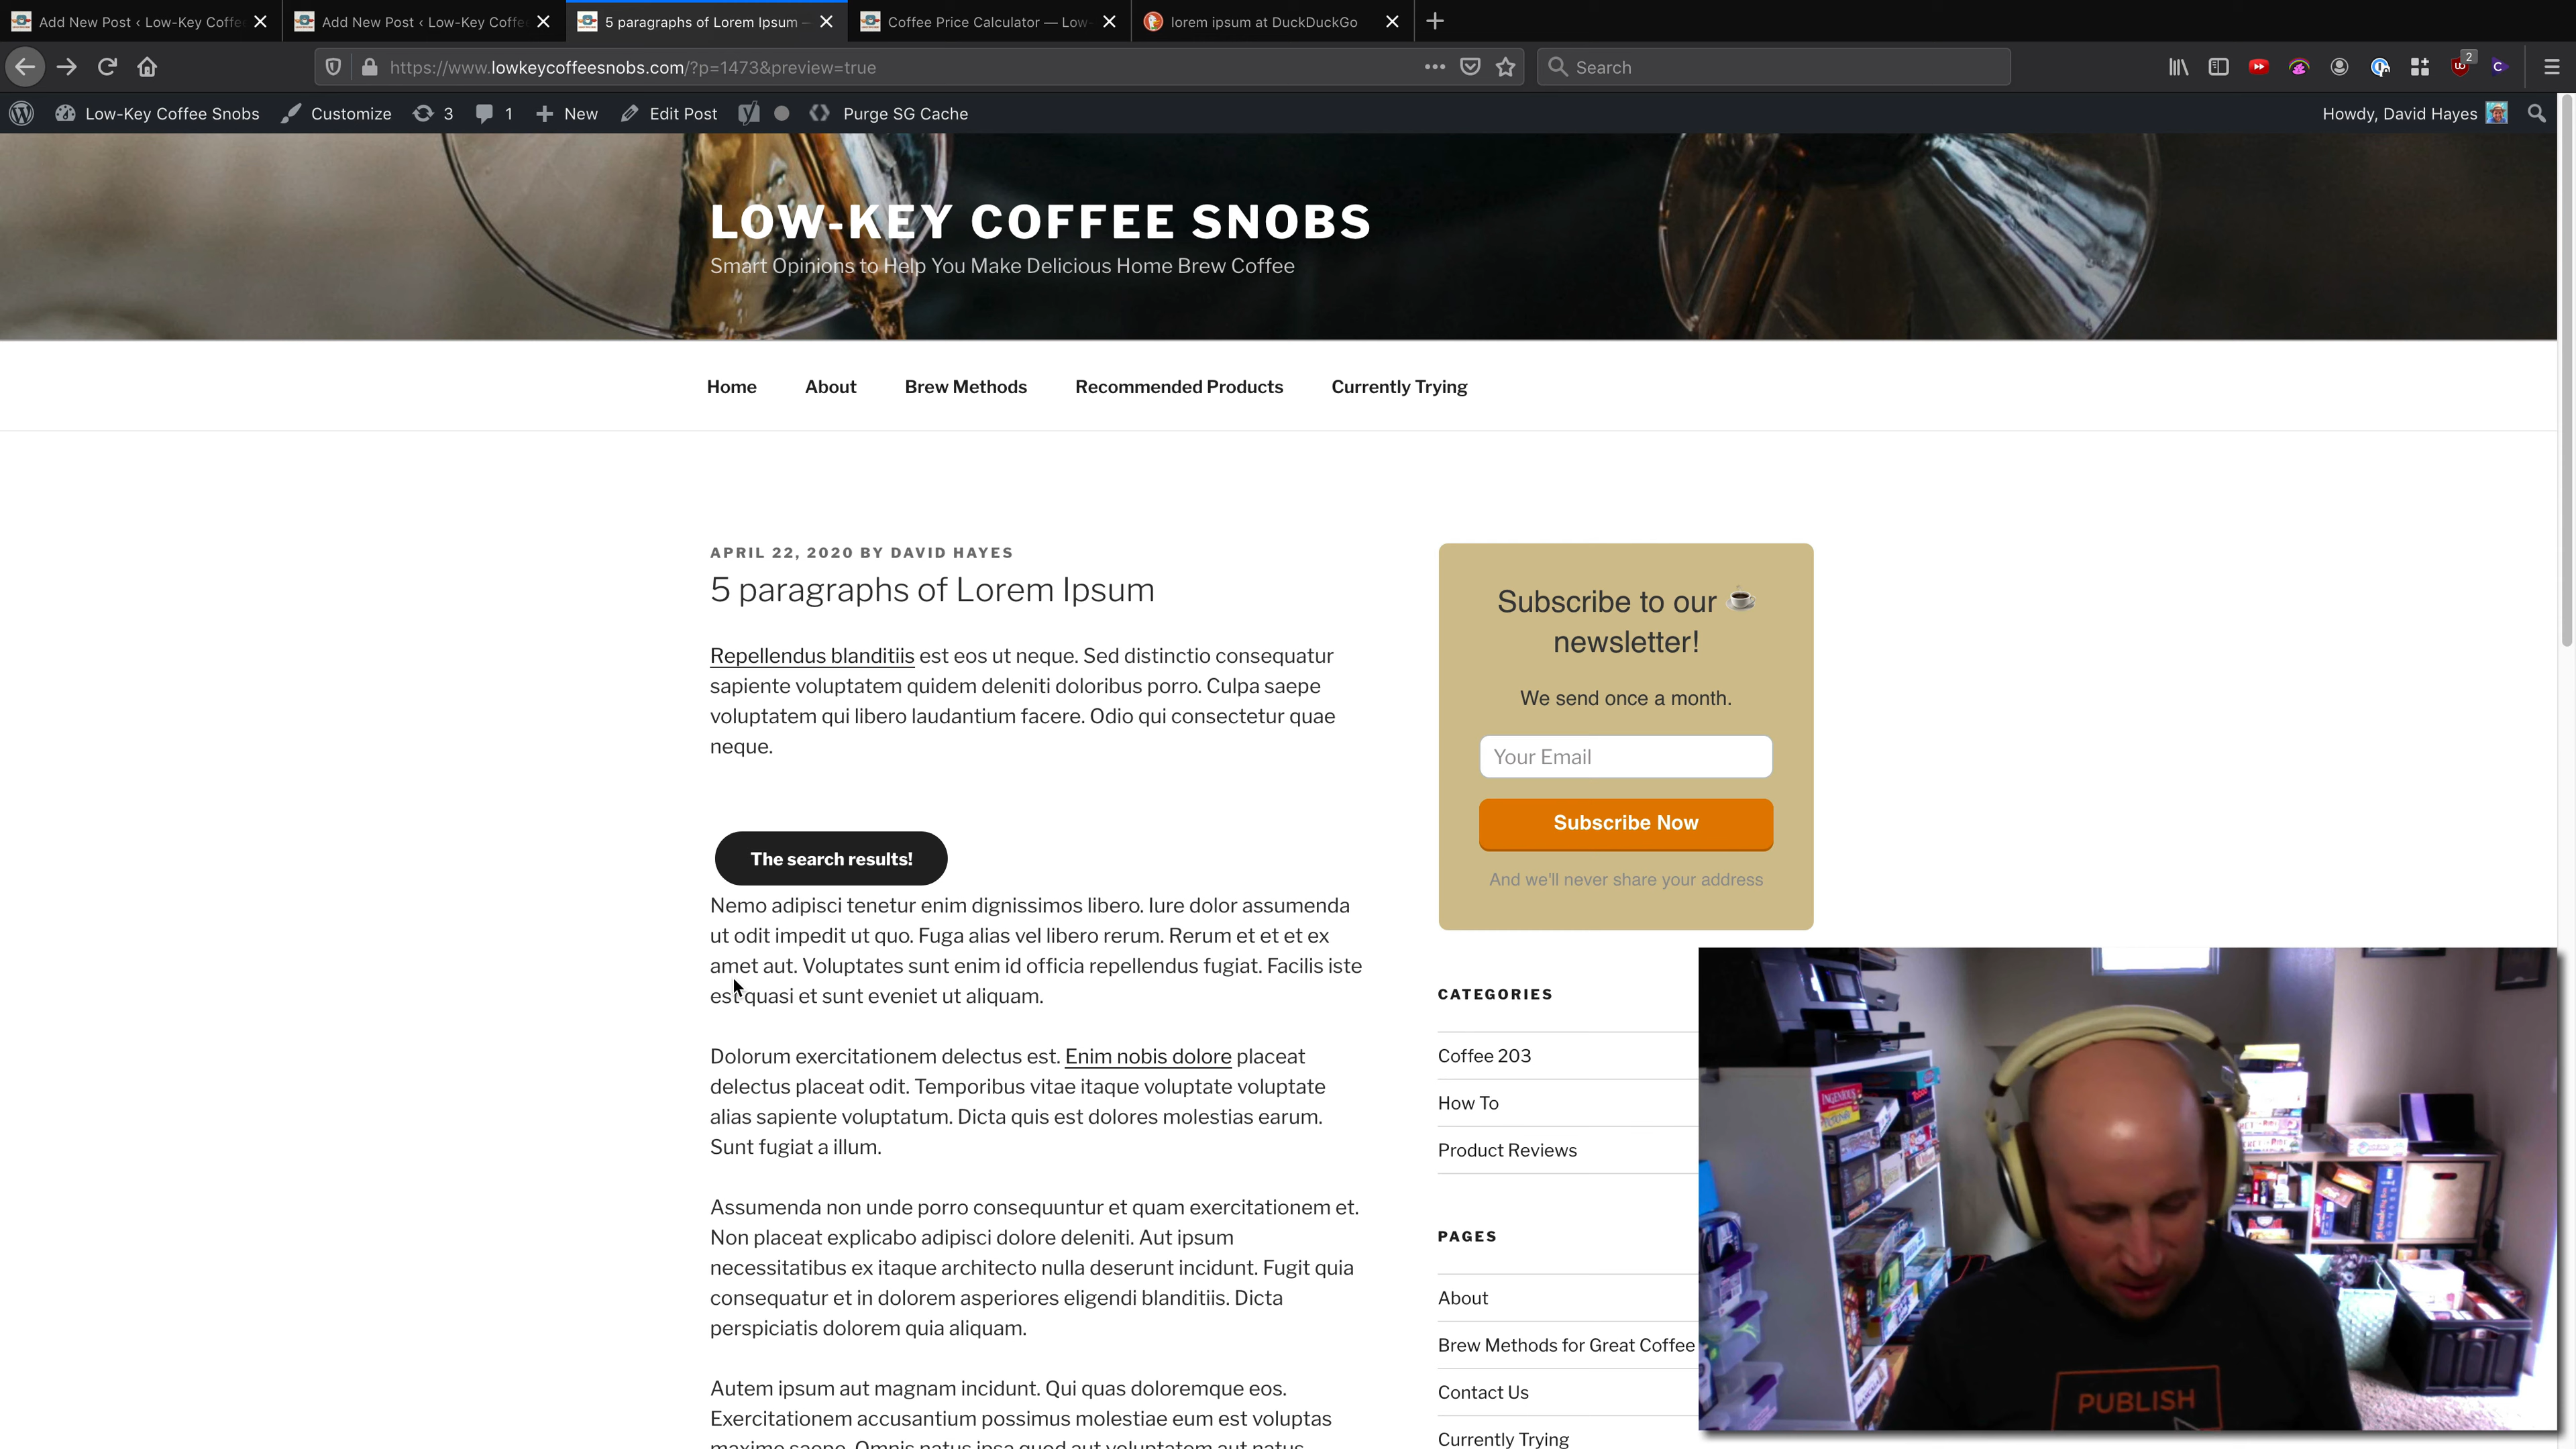 Add New Post ‹ Low-Key Coffe
Add New Post ‹ Low-Key Coffe
5 paragraphs of Lorem Ipsum —
Coffee Price Calculator — Low-
lorem ipsum at DuckDuckGo
https://www.lowkeycoffeesnobs.com/?p=1473&preview=true
Search
2
Low-Key Coffee Snobs
Customize
3
1
New
Edit Post
Purge SG Cache
Howdy, David Hayes
LOW-KEY COFFEE SNOBS
Smart Opinions to Help You Make Delicious Home Brew Coffee
Home
About
Brew Methods
Recommended Products
Currently Trying
APRIL 22, 2020 BY DAVID HAYES
5 paragraphs of Lorem Ipsum
Repellendus blanditiis est eos ut neque. Sed distinctio consequatur
sapiente voluptatem quidem deleniti doloribus porro. Culpa saepe
voluptatem qui libero laudantium facere. Odio qui consectetur quae
neque.
The search results!
Nemo adipisci tenetur enim dignissimos libero. Iure dolor assumenda
ut odit impedit ut quo. Fuga alias vel libero rerum. Rerum et et et ex
amet aut. Voluptates sunt enim id officia repellendus fugiat. Facilis iste
est quasi et sunt eveniet ut aliquam.
Dolorum exercitationem delectus est. Enim nobis dolore placeat
delectus placeat odit. Temporibus vitae itaque voluptate voluptate
alias sapiente voluptatum. Dicta quis est dolores molestias earum.
Sunt fugiat a illum.
Assumenda non unde porro consequuntur et quam exercitationem et.
Non placeat explicabo adipisci dolore deleniti. Aut ipsum
necessitatibus ex itaque architecto nulla deserunt incidunt. Fugit quia
consequatur et in dolorem asperiores eligendi blanditiis. Dicta
perspiciatis dolorem quia aliquam.
Autem ipsum aut magnam incidunt. Qui quas doloremque eos.
Exercitationem accusantium possimus molestiae eum est voluptas
maxime saepe. Omnis natus ipsa quod aut voluptatem aut natus
Subscribe to our ☕
newsletter!
We send once a month.
Your Email
Subscribe Now
And we'll never share your address
CATEGORIES
Coffee 203
How To
Product Reviews
PAGES
About
Brew Methods for Great Coffee
Contact Us
Currently Trying
INGENIOUS
PUBLISH